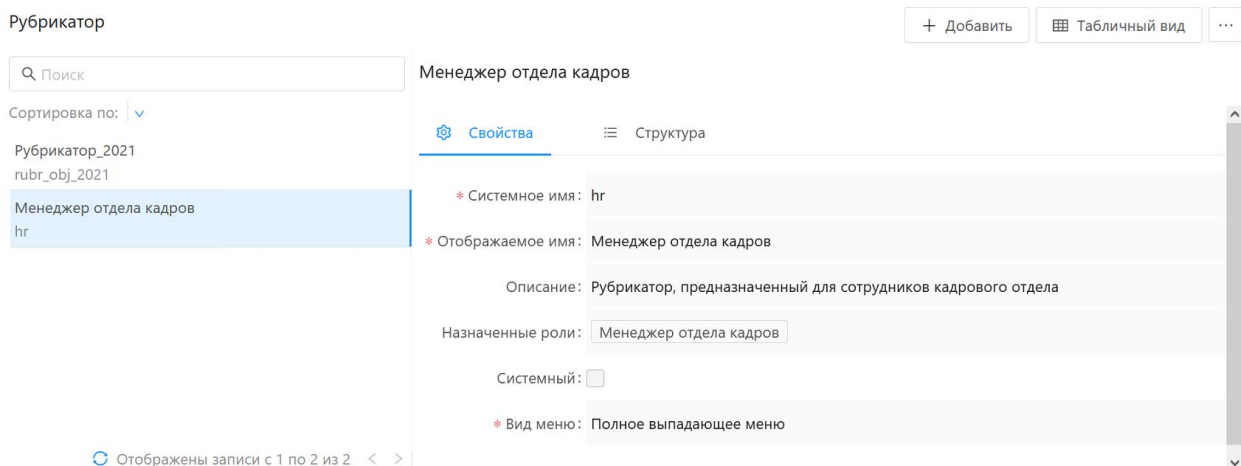 Рубрикатор
+ Добавить
Табличный вид
...
Поиск
Сортировка по:
Рубрикатор_2021
rubr_obj_2021
Менеджер отдела кадров
hr
Отображены записи с 1 по 2 из 2 < >
Менеджер отдела кадров
Свойства
Структура
* Системное имя: hr
* Отображаемое имя: Менеджер отдела кадров
Описание: Рубрикатор, предназначенный для сотрудников кадрового отдела
Назначенные роли: Менеджер отдела кадров
Системный:
* Вид меню: Полное выпадающее меню